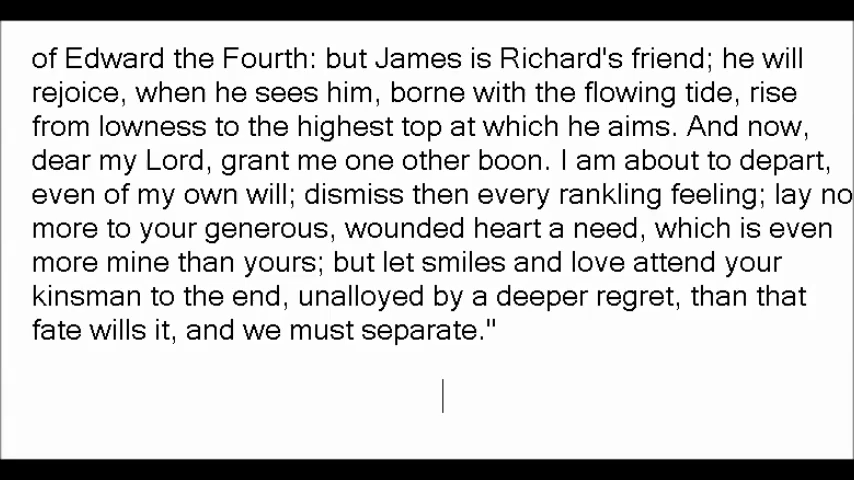 of Edward the Fourth: but James is Richard's friend; he will
rejoice, when he sees him, borne with the flowing tide, rise
from lowness to the highest top at which he aims. And now,
dear my Lord, grant me one other boon. I am about to depart,
even of my own will; dismiss then every rankling feeling; lay no
more to your generous, wounded heart a need, which is even
more mine than yours; but let smiles and love attend your
kinsman to the end, unalloyed by a deeper regret, than that
fate wills it, and we must separate."